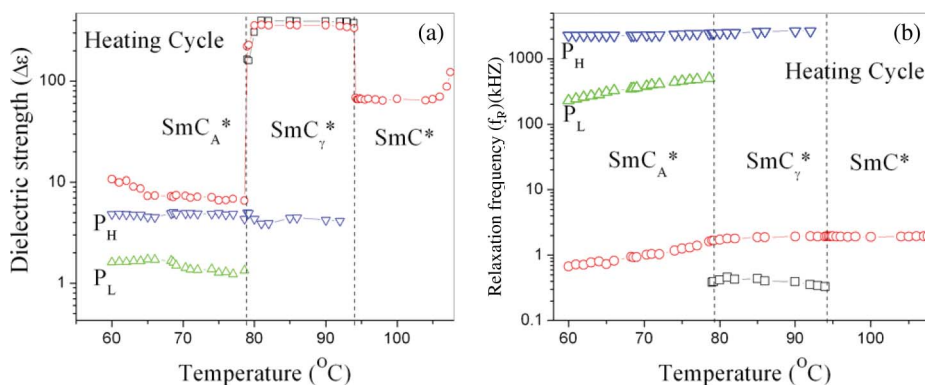 (a)
Heating Cycle
Dielectric strength (Δε)
100
10
1
SmC_A*
SmC_γ*
SmC*
P_H
P_L
60 70 80 90 100
Temperature (°C)
(b)
P_H
Heating Cycle
P_L
Relaxation frequency (f_R)(kHZ)
1000
100
10
1
0.1
SmC_A*
SmC_γ*
SmC*
60 70 80 90 100
Temperature (°C)